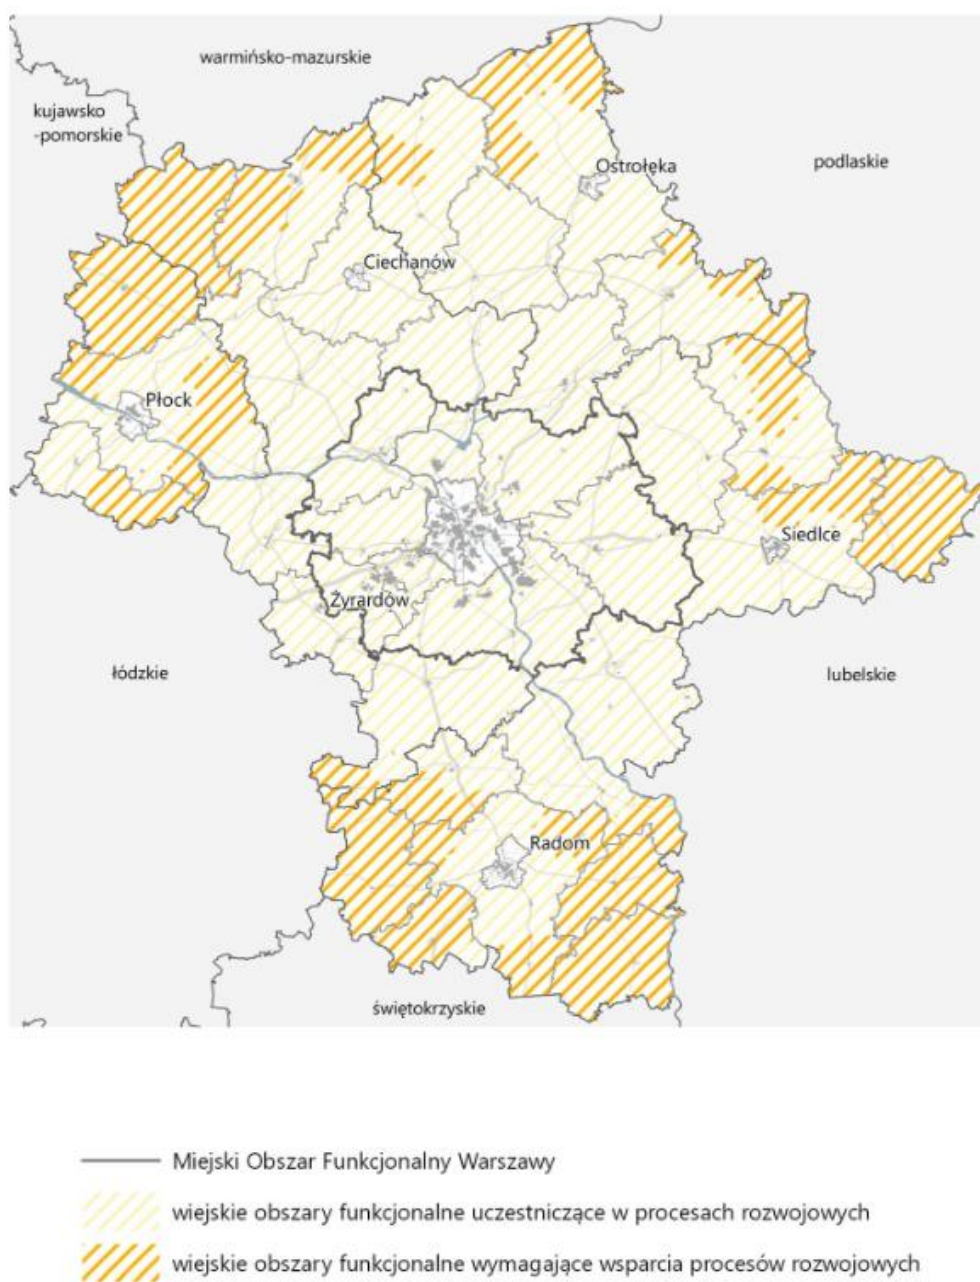 warmińsko-mazurskie
kujawsko
-pomorskie
podlaskie
Ostrołęka
Ciechanów
Płock
Siedlce
Żyrardów
łódzkie
lubelskie
Radom
świętokrzyskie
Miejski Obszar Funkcjonalny Warszawy
wiejskie obszary funkcjonalne uczestniczące w procesach rozwojowych
wiejskie obszary funkcjonalne wymagające wsparcia procesów rozwojowych